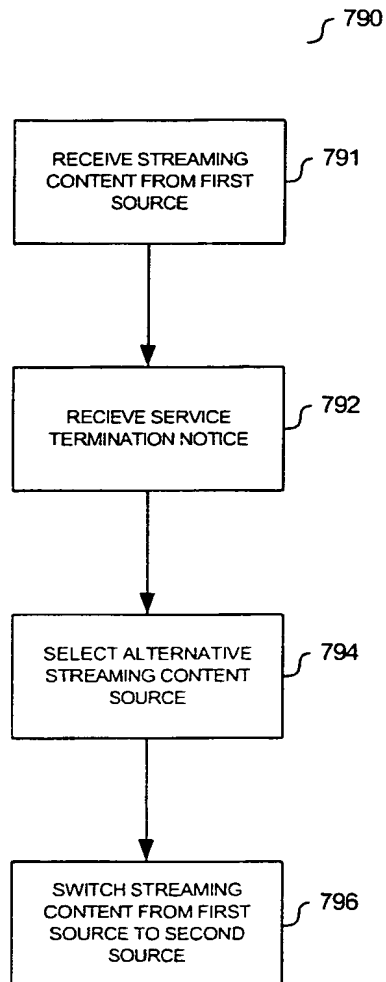 790
RECEIVE STREAMING
CONTENT FROM FIRST
SOURCE
791
RECIEVE SERVICE
TERMINATION NOTICE
792
SELECT ALTERNATIVE
STREAMING CONTENT
SOURCE
794
SWITCH STREAMING
CONTENT FROM FIRST
SOURCE TO SECOND
SOURCE
796